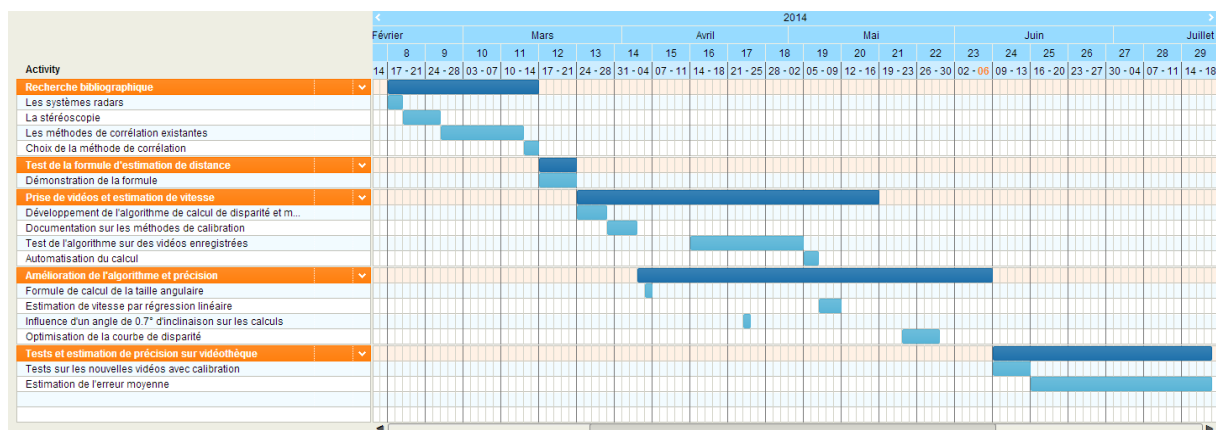 2014
Février Mars Avril Mai Juin Juillet
8 9 10 11 12 13 14 15 16 17 18 19 20 21 22 23 24 25 26 27 28 29
Activity 14 17 - 21 24 - 28 03 - 07 10 - 14 17 - 21 24 - 28 31 - 04 07 - 11 14 - 18 21 - 25 28 - 02 05 - 09 12 - 16 19 - 23 26 - 30 02 - 06 09 - 13 16 - 20 23 - 27 30 - 04 07 - 11 14 - 18
Recherche bibliographique
Les systèmes radars
La stéréoscopie
Les méthodes de corrélation existantes
Choix de la méthode de corrélation
Test de la formule d'estimation de distance
Démonstration de la formule
Prise de vidéos et estimation de vitesse
Développement de l'algorithme de calcul de disparité et m...
Documentation sur les méthodes de calibration
Test de l'algorithme sur des vidéos enregistrées
Automatisation du calcul
Amélioration de l'algorithme et précision
Formule de calcul de la taille angulaire
Estimation de vitesse par régression linéaire
Influence d'un angle de 0.7° d'inclinaison sur les calculs
Optimisation de la courbe de disparité
Tests et estimation de précision sur vidéothèque
Tests sur les nouvelles vidéos avec calibration
Estimation de l'erreur moyenne